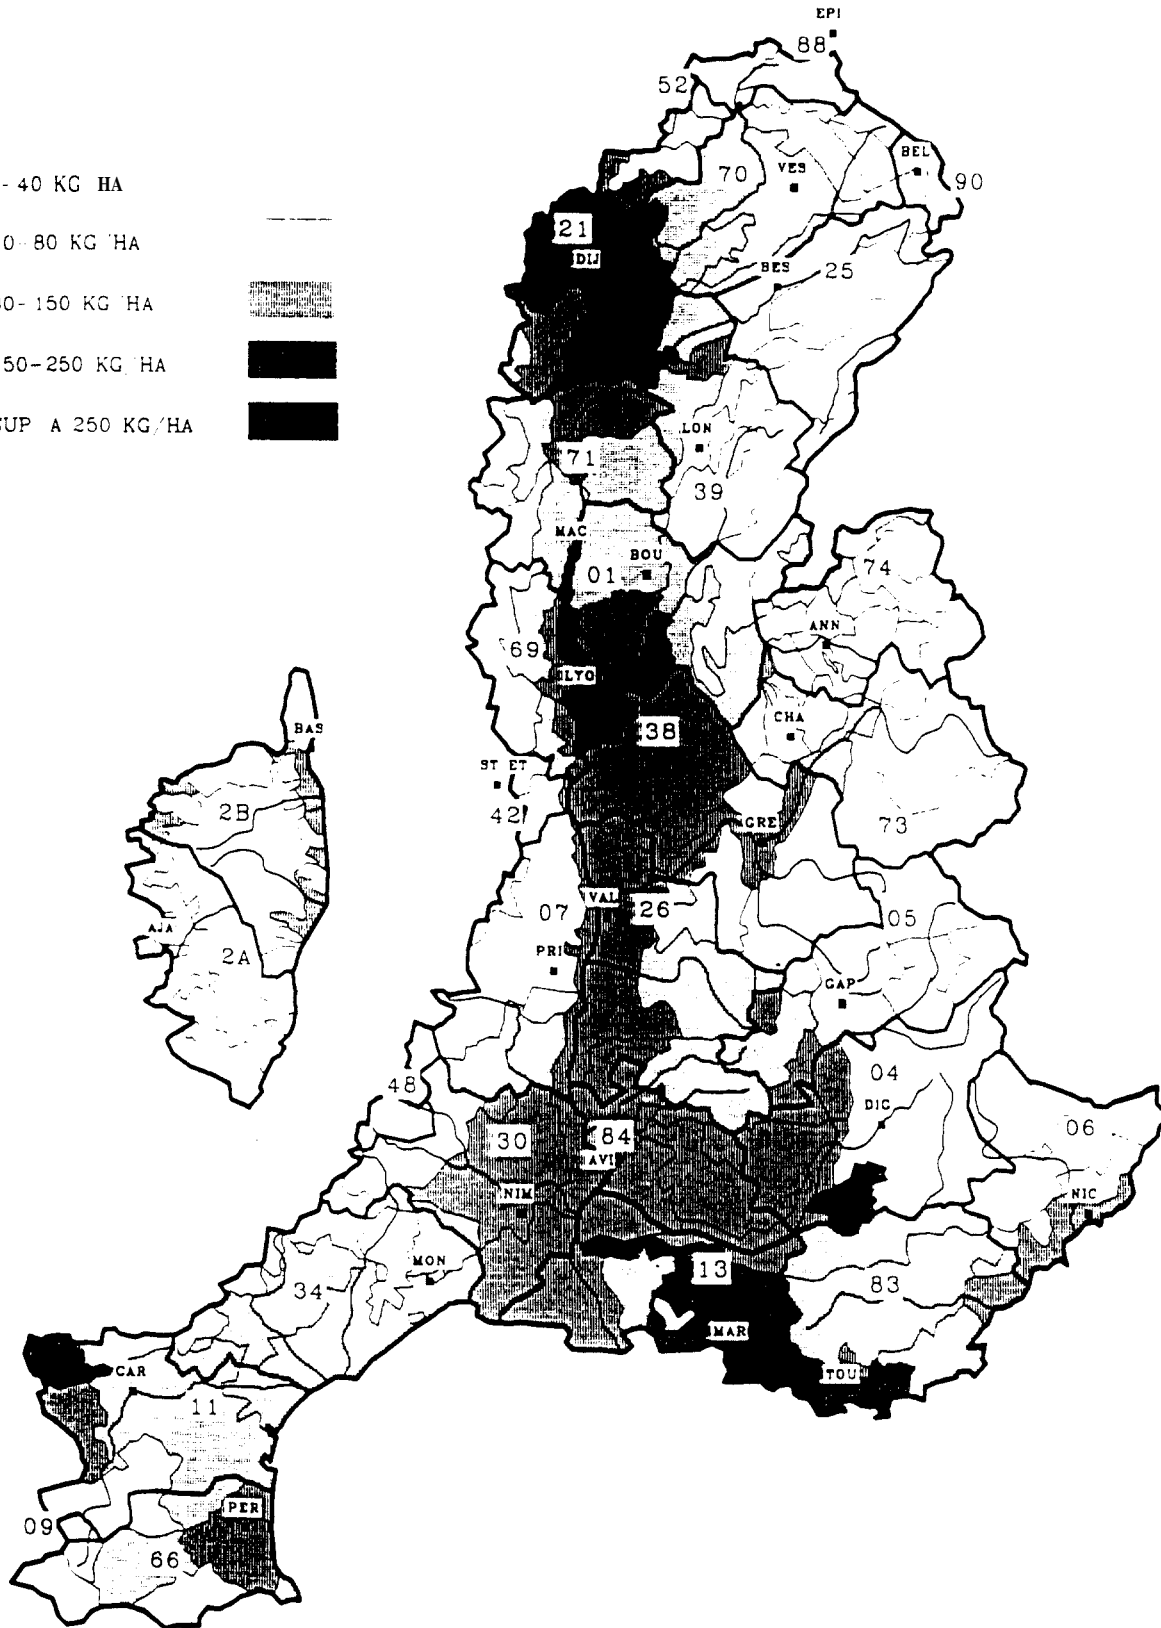 EPI
88
52
BEL
70
VES
90
- 40 KG HA
21
0-80 KG HA
DIJ
BES
25
0-150 KG HA
50-250 KG HA
SUP A 250 KG/HA
LON
71
39
MAC
BOU
74
01
ANN
69
LYO
CHA
BAS
38
ST ET
2B
42
GRE
73
VAL
07
26
05
AJA
PRI
2A
GAP
04
48
DIG
06
30
84
AVI
NIM
NIC
MON
13
34
83
MAR
CAR
TOU
11
PER
09
66